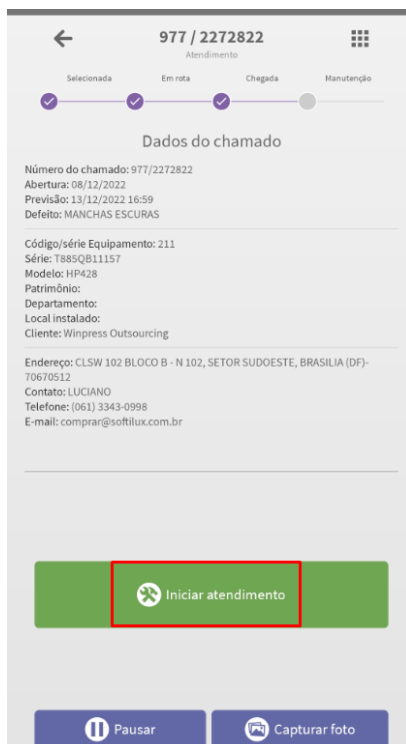 977 / 2272822
Atendimento
Selecionada Em rota Chegada Manutenção
Dados do chamado
Número do chamado: 977/2272822
Abertura: 08/12/2022
Previsão: 13/12/2022 16:59
Defeito: MANCHAS ESCURAS
Código/série Equipamento: 211
Série: T885QB11157
Modelo: HP428
Patrimônio:
Departamento:
Local instalado:
Cliente: Winpress Outsourcing
Endereço: CLSW 102 BLOCO B - N 102, SETOR SUDOESTE, BRASILIA (DF)-
70670512
Contato: LUCIANO
Telefone: (061) 3343-0998
E-mail: comprar@softilux.com.br
Iniciar atendimento
Pausar Capturar foto